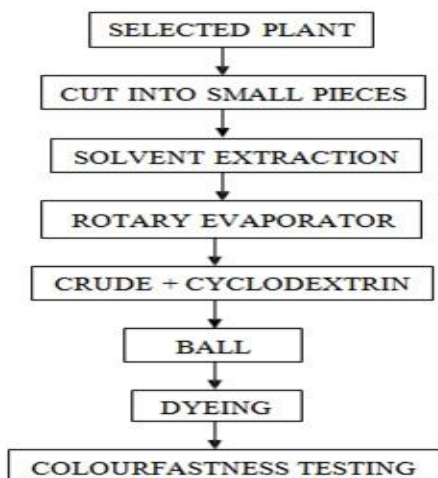 SELECTED PLANT
CUT INTO SMALL PIECES
SOLVENT EXTRACTION
ROTARY EVAPORATOR
CRUDE + CYCLODEXTRIN
BALL
DYEING
COLOURFASTNESS TESTING